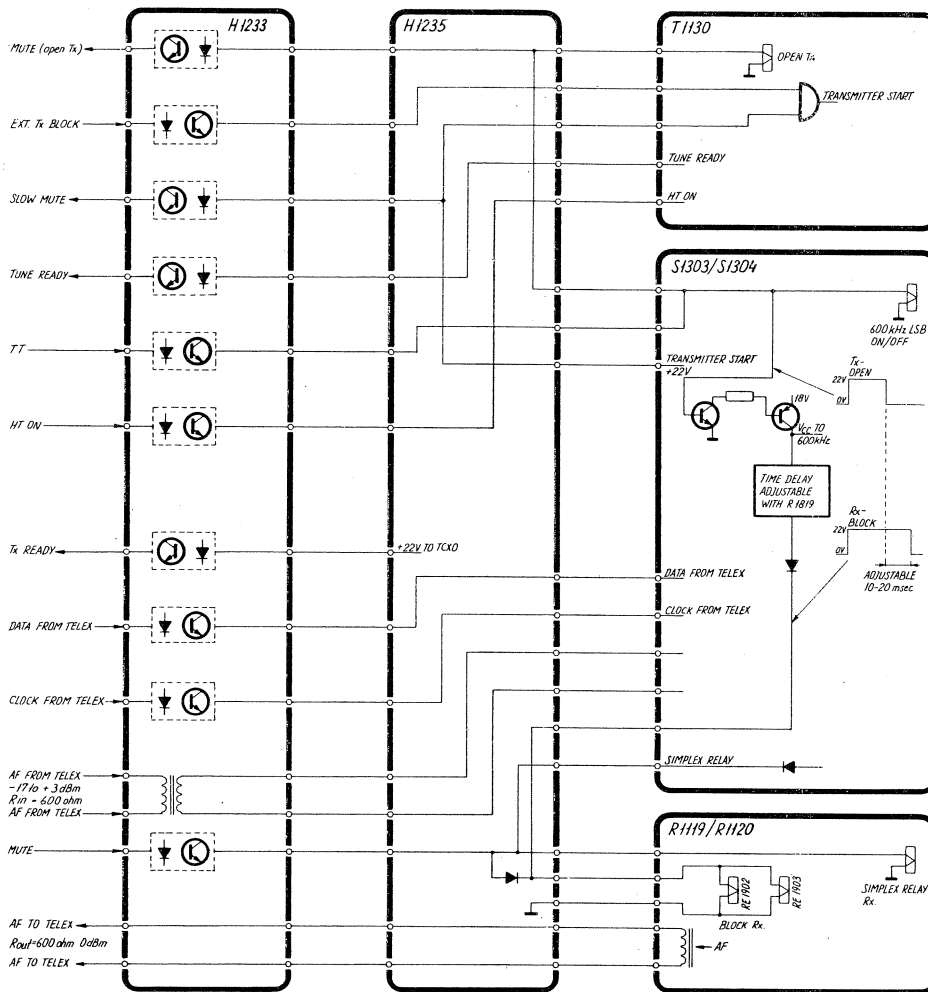 H1233
H1235
T1130
MUTE (open Tx)
OPEN Tx
EXT. Tx BLOCK
TRANSMITTER START
TUNE READY
SLOW MUTE
HT ON
TUNE READY
S1303/S1304
600 kHz LSB
ON/OFF
TT
TRANSMITTER START
+22V
Tx-
OPEN
22V
0V
18V
HT ON
VCC TO
600kHz
TIME DELAY
ADJUSTABLE
WITH R1819
Rx-
BLOCK
22V
0V
Tx READY
+22V TO TCXO
ADJUSTABLE
10-20 msec
DATA FROM TELEX
DATA FROM TELEX
CLOCK FROM TELEX
CLOCK FROM TELEX
SIMPLEX RELAY
AF FROM TELEX
-17 to + 3 dBm
Rin = 600 ohm
AF FROM TELEX
R1119/R1120
MUTE
RE 1902
RE 1903
SIMPLEX RELAY
Rx.
BLOCK Rx.
AF TO TELEX
Rout=600 ohm 0dBm
AF
AF TO TELEX